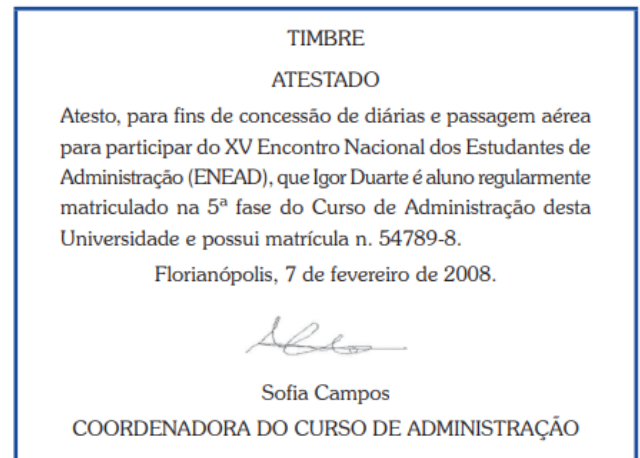 TIMBRE
ATESTADO
Atesto, para fins de concessão de diárias e passagem aérea
para participar do XV Encontro Nacional dos Estudantes de
Administração (ENEAD), que Igor Duarte é aluno regularmente
matriculado na 5ª fase do Curso de Administração desta
Universidade e possui matrícula n. 54789-8.
Florianópolis, 7 de fevereiro de 2008.
Sofia Campos
COORDENADORA DO CURSO DE ADMINISTRAÇÃO